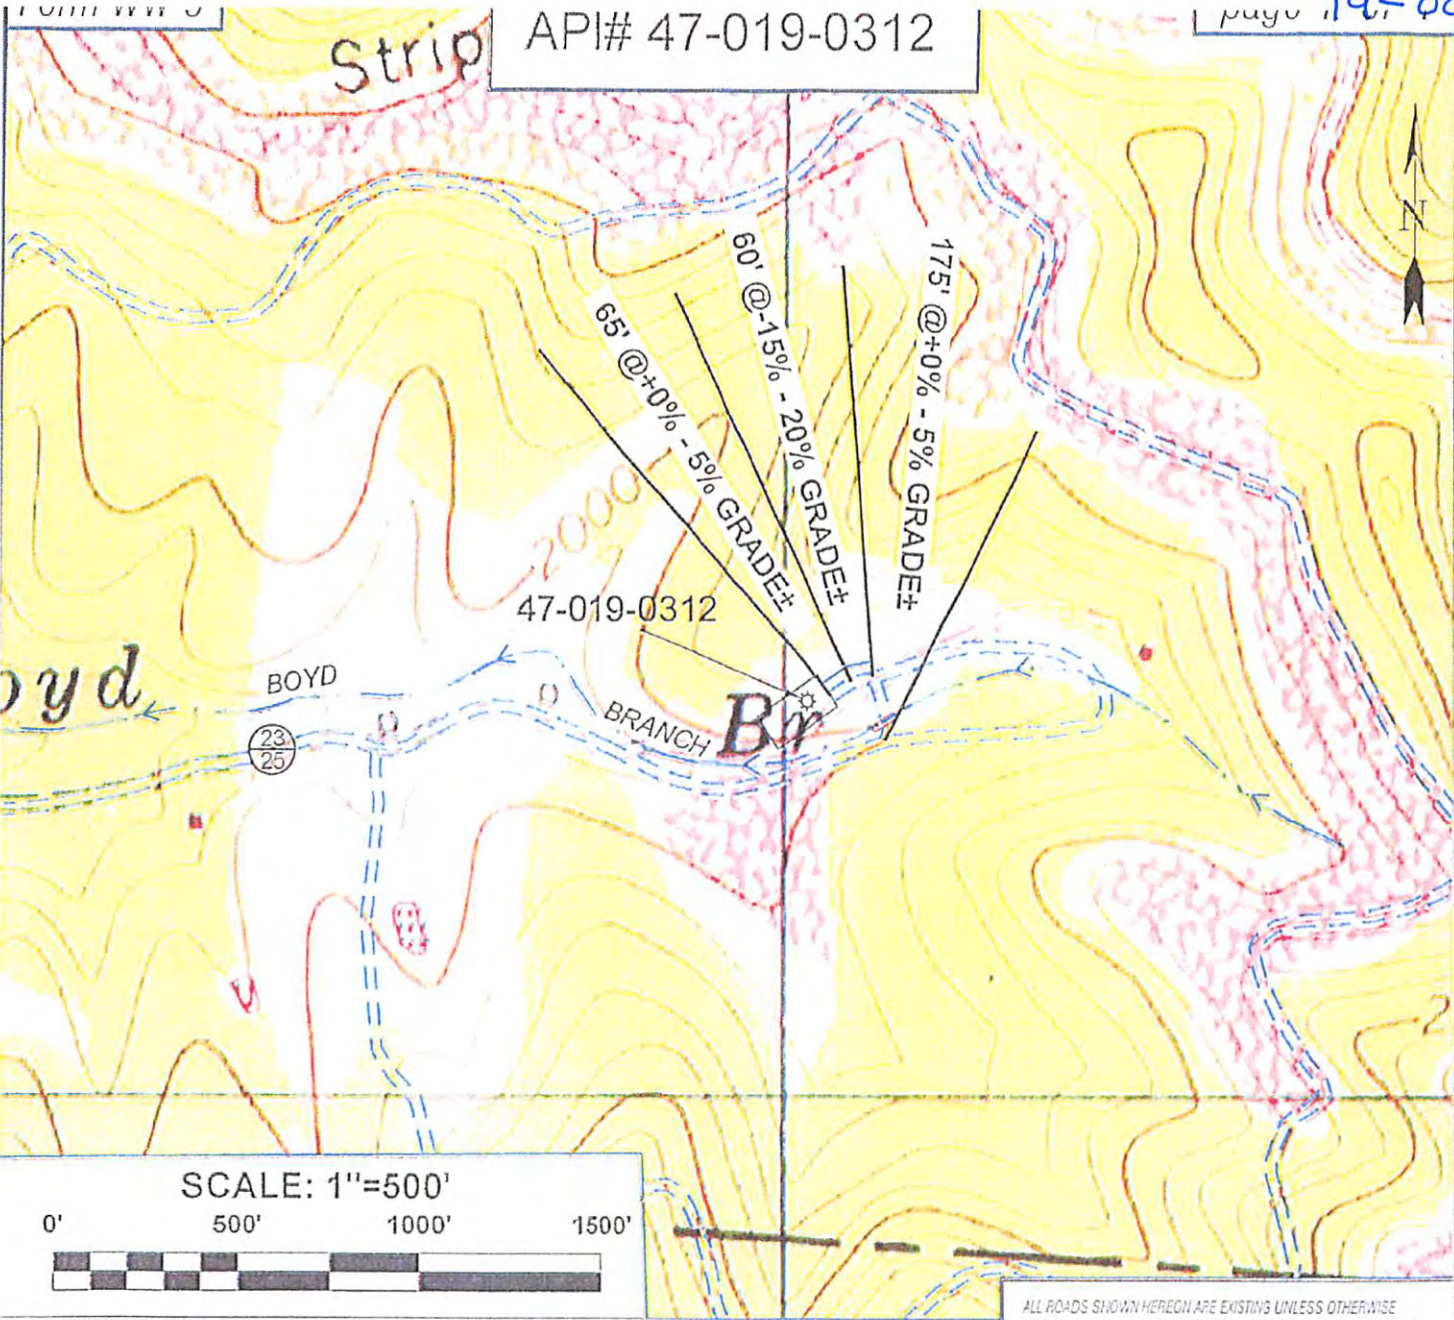 API# 47-019-0312
Strip
N
65' @+0% - 5% GRADE±
60' @-15% - 20% GRADE±
175' @+0% - 5% GRADE±
2000
47-019-0312
BOYD
BRANCH
Br
23
25
SCALE: 1"=500'
0' 500' 1000' 1500'
ALL ROADS SHOWN HEREON ARE EXISTING UNLESS OTHERWISE